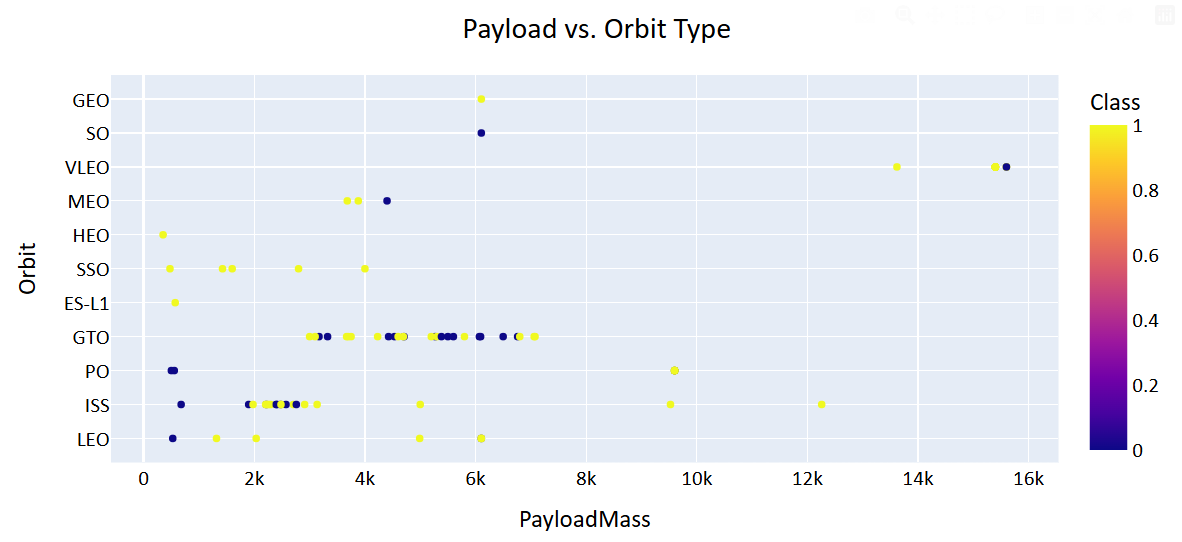 Payload vs. Orbit Type
GEO
SO
VLEO
MEO
HEO
SSO
ES-L1
GTO
PO
ISS
LEO
Orbit
0 2k 4k 6k 8k 10k 12k 14k 16k
PayloadMass
Class
1
0.8
0.6
0.4
0.2
0